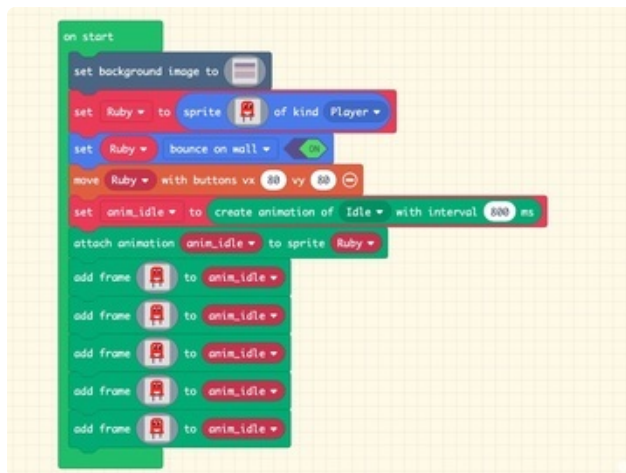 on start
set background image to
set Ruby to sprite of kind Player
set Ruby bounce on wall ON
move Ruby with buttons vx 80 vy 80
set anim_idle to create animation of Idle with interval 800 ms
attach animation anim_idle to sprite Ruby
add frame to anim_idle
add frame to anim_idle
add frame to anim_idle
add frame to anim_idle
add frame to anim_idle